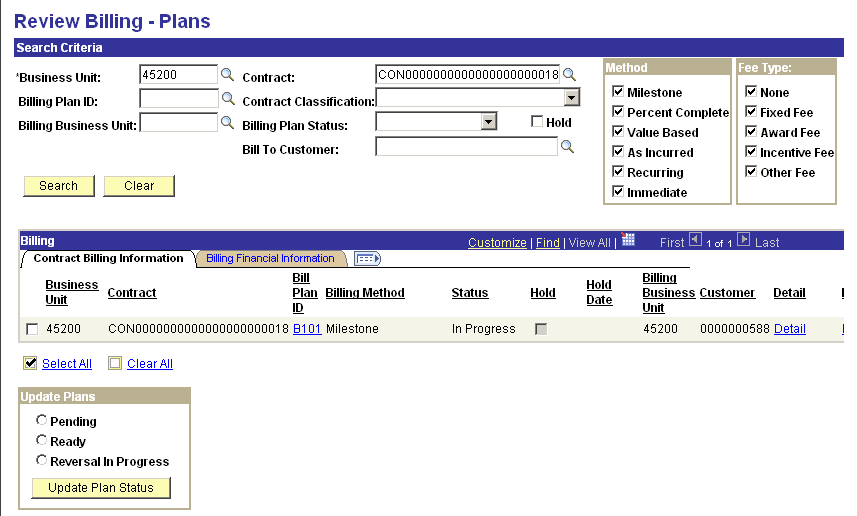 Review Billing - Plans
Search Criteria
*Business Unit: 45200 Contract: CON0000000000000000000018
Billing Plan ID: Contract Classification:
Billing Business Unit: Billing Plan Status: Hold
Bill To Customer:
Method
Milestone
Percent Complete
Value Based
As Incurred
Recurring
Immediate
Fee Type:
None
Fixed Fee
Award Fee
Incentive Fee
Other Fee
Search Clear
Billing Customize | Find | View All | First 1 of 1 Last
Contract Billing Information Billing Financial Information
Business Unit Contract Bill Plan ID Billing Method Status Hold Hold Date Billing Business Unit Customer Detail
45200 CON0000000000000000000018 B101 Milestone In Progress 45200 0000000588 Detail
Select All Clear All
Update Plans
Pending
Ready
Reversal In Progress
Update Plan Status